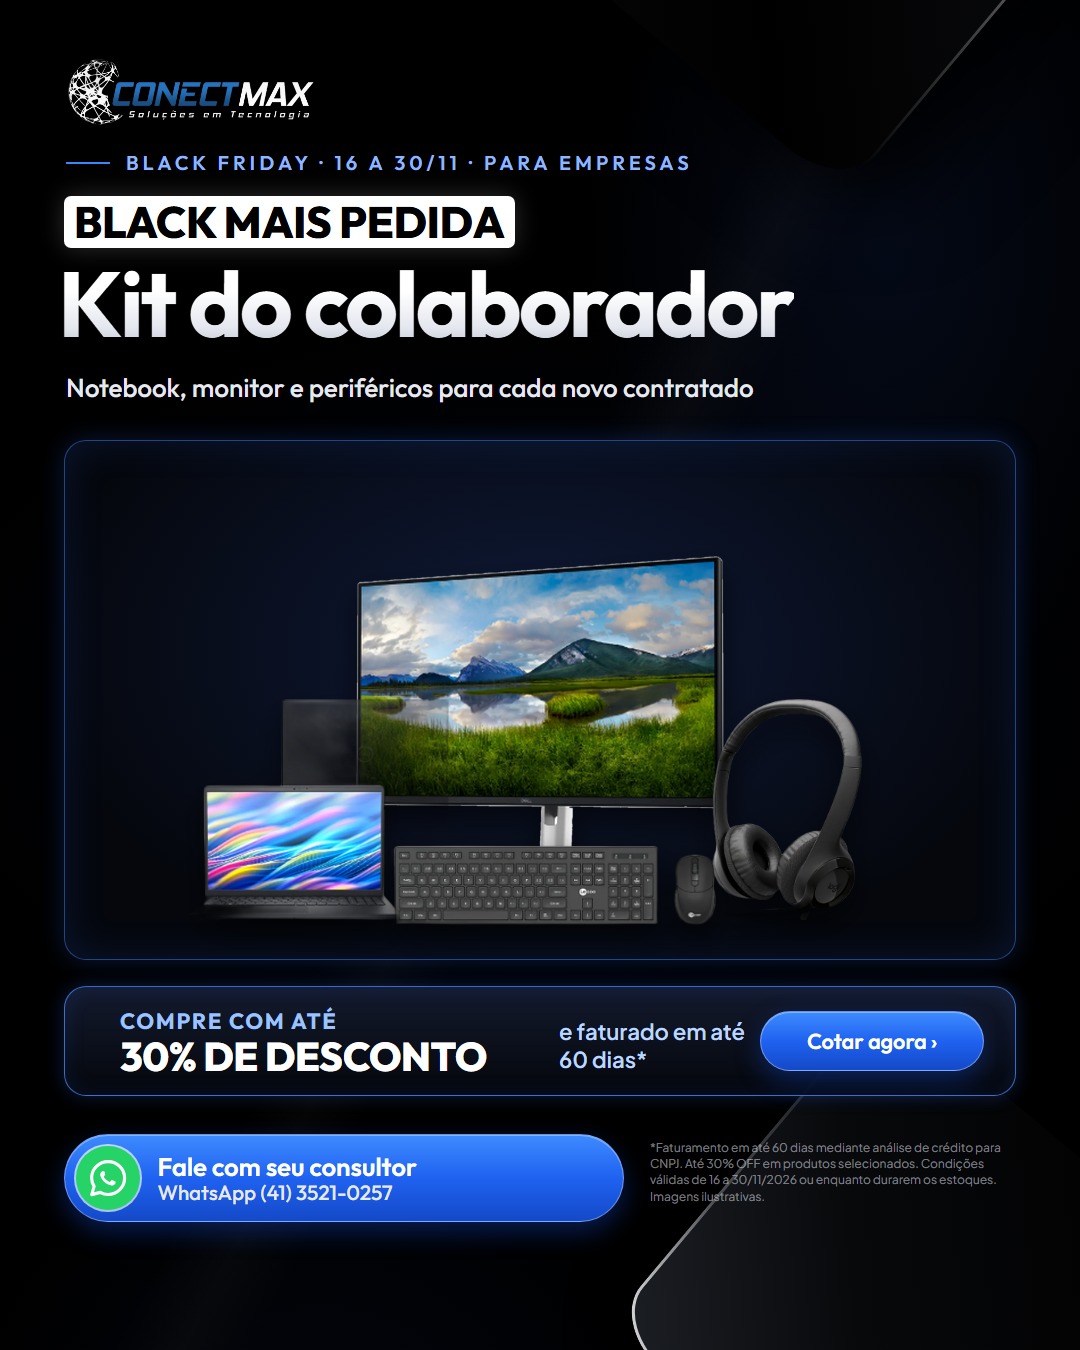 CONECTMAX
Soluções em Tecnologia
BLACK FRIDAY · 16 A 30/11 · PARA EMPRESAS
BLACK MAIS PEDIDA
Kit do colaborador
Notebook, monitor e periféricos para cada novo contratado
COMPRE COM ATÉ
30% DE DESCONTO
e faturado em até
60 dias*
Cotar agora ›
Fale com seu consultor
WhatsApp (41) 3521-0257
*Faturamento em até 60 dias mediante análise de crédito para
CNPJ. Até 30% OFF em produtos selecionados. Condições
válidas de 16 a 30/11/2026 ou enquanto durarem os estoques.
Imagens ilustrativas.